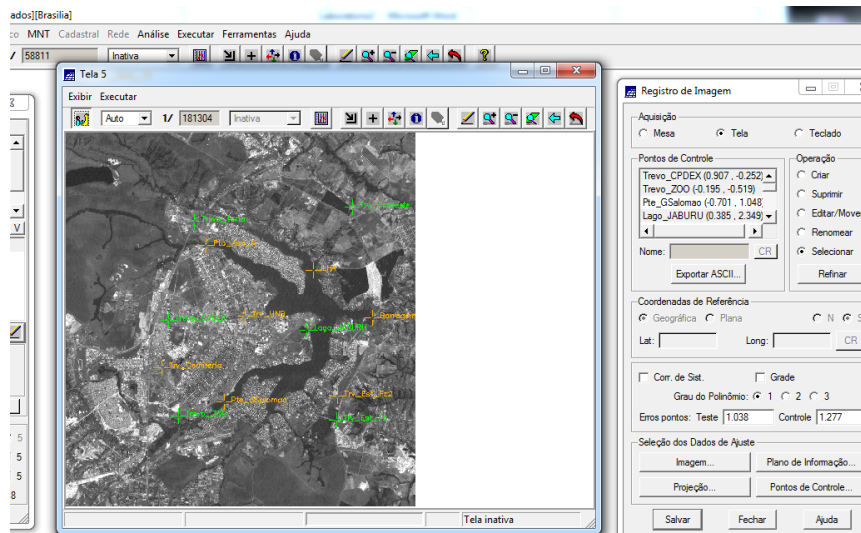 ados][Brasilia]
co MNT Cadastral Rede Análise Executar Ferramentas Ajuda
/ 58811 Inativa
Tela 5
Exibir Executar
Auto 1/ 181304 Inativa
Tela inativa
V
5
5
5
8
Registro de Imagem
Aquisição
Mesa Tela Teclado
Pontos de Controle
Trevo_CPDEX (0.907 , -0.252)
Trevo_ZOO (-0.195 , -0.519)
Pte_GSalomao (-0.701 , 1.048)
Lago_JABURU (0.385 , 2.349)
Nome: CR
Exportar ASCII...
Operação
Criar
Suprimir
Editar/Mover
Renomear
Selecionar
Refinar
Coordenadas de Referência
Geográfica Plana N S
Lat: Long: CR
Corr. de Sist. Grade
Grau do Polinômio: 1 2 3
Erros pontos: Teste 1.038 Controle 1.277
Seleção dos Dados de Ajuste
Imagem... Plano de Informação...
Projeção... Pontos de Controle...
Salvar Fechar Ajuda